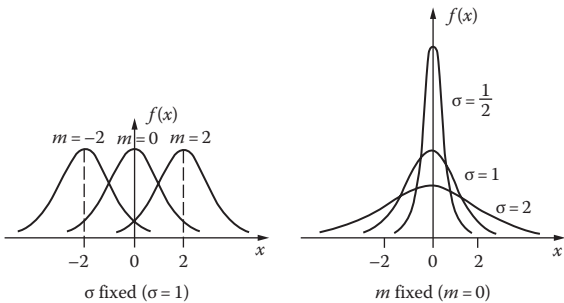 f(x)
m = −2 m = 0 m = 2
−2 0 2 x
σ fixed (σ = 1)
f(x)
σ = 1/2
σ = 1
σ = 2
−2 0 2 x
m fixed (m = 0)